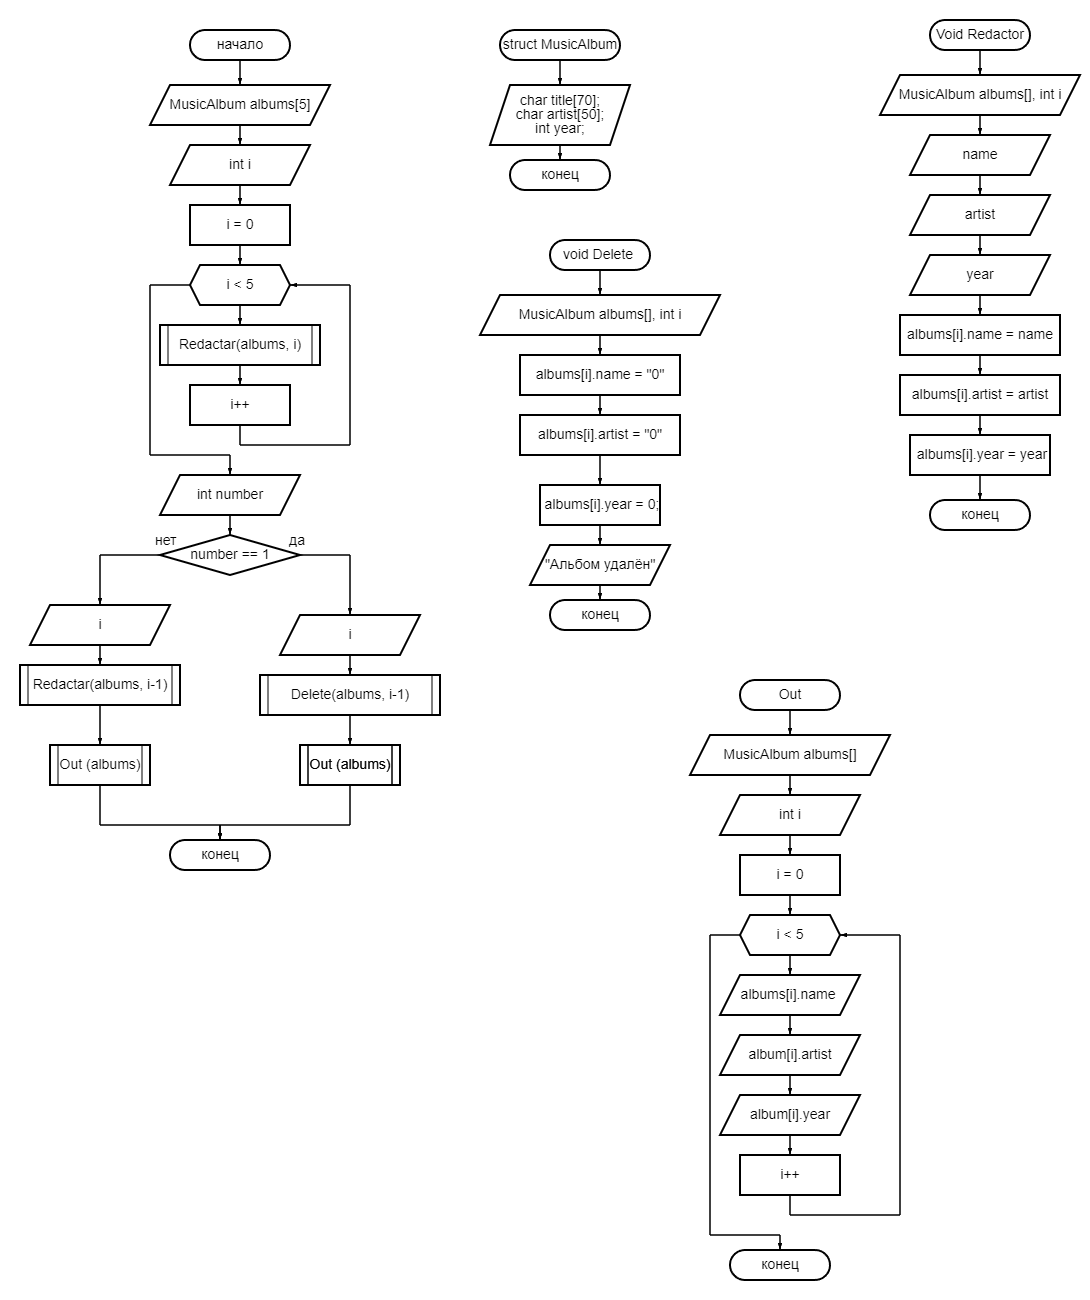 начало
MusicAlbum albums[5]
int i
i = 0
i < 5
Redactar(albums, i)
i++
int number
нет
да
number == 1
i
Redactar(albums, i-1)
Out (albums)
i
Delete(albums, i-1)
Out (albums)
конец
struct MusicAlbum
char title[70];
char artist[50];
int year;
конец
void Delete
MusicAlbum albums[], int i
albums[i].name = "0"
albums[i].artist = "0"
albums[i].year = 0;
"Альбом удалён"
конец
Void Redactor
MusicAlbum albums[], int i
name
artist
year
albums[i].name = name
albums[i].artist = artist
albums[i].year = year
конец
Out
MusicAlbum albums[]
int i
i = 0
i < 5
albums[i].name
album[i].artist
album[i].year
i++
конец